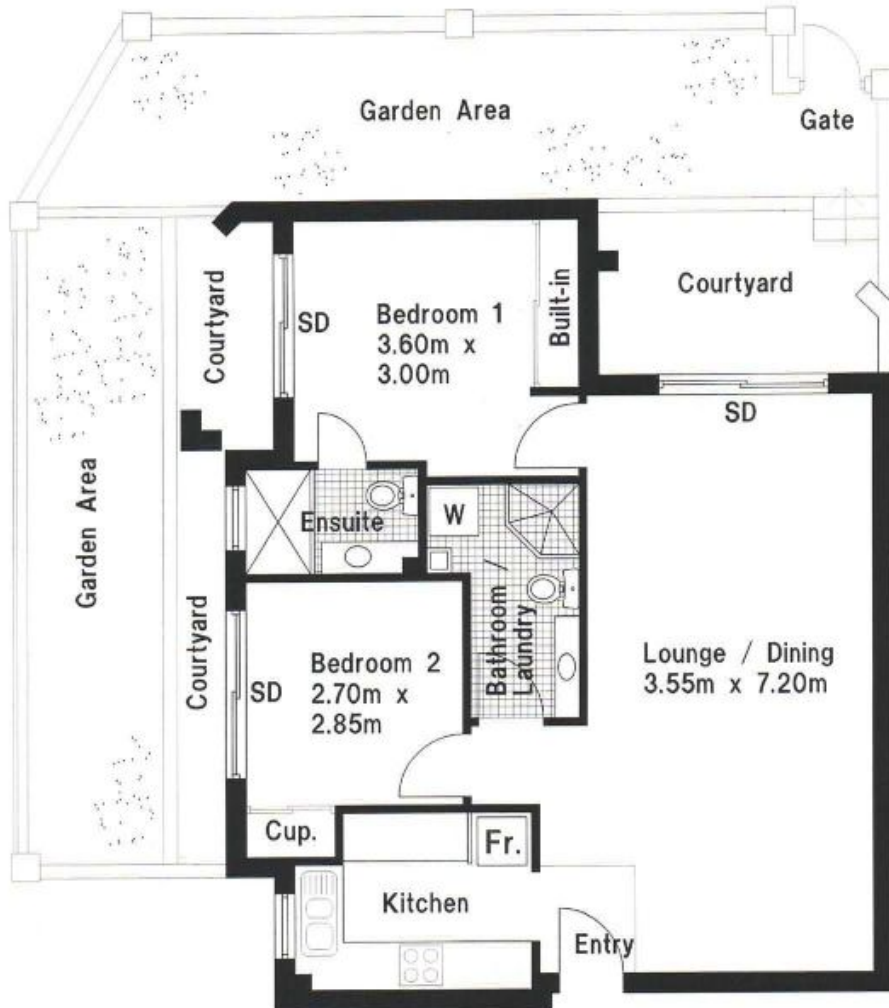 Garden Area
Gate
Courtyard
SD
Bedroom 1
3.60m x
3.00m
Built-in
Courtyard
SD
Garden Area
Ensuite
W
Bathroom /
Laundry
Courtyard
SD
Bedroom 2
2.70m x
2.85m
Lounge / Dining
3.55m x 7.20m
Cup.
Fr.
Kitchen
Entry